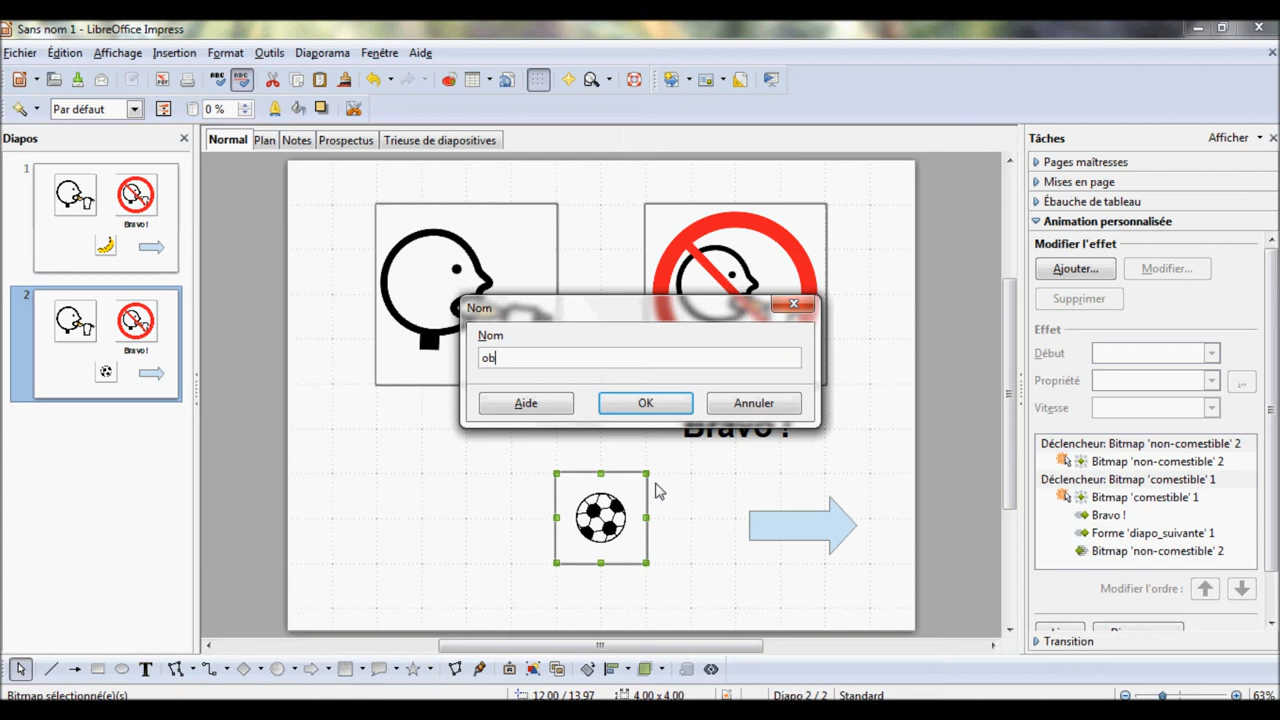 Sans nom 1 - LibreOffice Impress
Fichier Édition Affichage Insertion Format Outils Diaporama Fenêtre Aide
Par défaut 0 %
Diapos
Normal Plan Notes Prospectus Trieuse de diapositives
1
Bravo !
2
Bravo !
Nom
Nom
ob
Aide OK Annuler
Bravo !
Tâches Afficher
Pages maîtresses
Mises en page
Ébauche de tableau
Animation personnalisée
Modifier l'effet
Ajouter... Modifier...
Supprimer
Effet
Début
Propriété ...
Vitesse
Déclencheur: Bitmap 'non-comestible' 2
Bitmap 'non-comestible' 2
Déclencheur: Bitmap 'comestible' 1
Bitmap 'comestible' 1
Bravo !
Forme 'diapo_suivante' 1
Bitmap 'non-comestible' 2
Modifier l'ordre :
Transition
Bitmap sélectionné(e)(s) 12.00 / 13.97 4.00 x 4.00 Diapo 2 / 2 Standard 63%